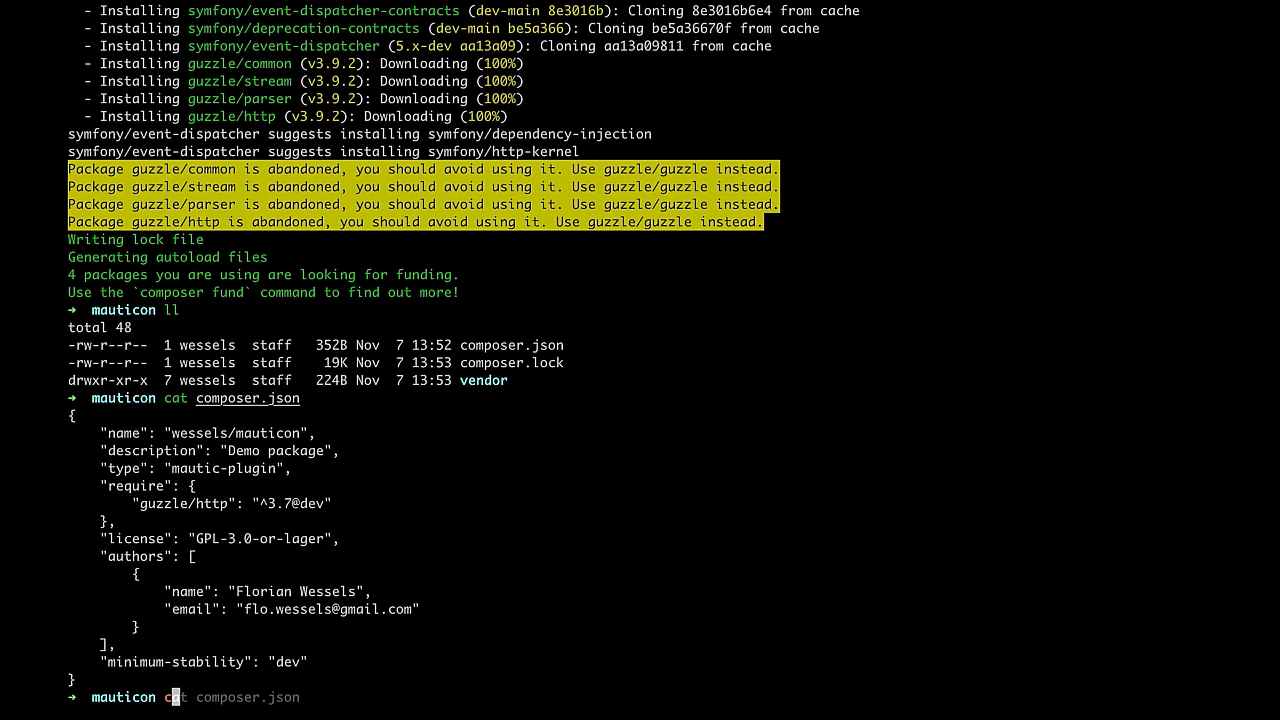 - Installing symfony/event-dispatcher-contracts (dev-main 8e3016b): Cloning 8e3016b6e4 from cache
- Installing symfony/deprecation-contracts (dev-main be5a366): Cloning be5a36670f from cache
- Installing symfony/event-dispatcher (5.x-dev aa13a09): Cloning aa13a09811 from cache
- Installing guzzle/common (v3.9.2): Downloading (100%)
- Installing guzzle/stream (v3.9.2): Downloading (100%)
- Installing guzzle/parser (v3.9.2): Downloading (100%)
- Installing guzzle/http (v3.9.2): Downloading (100%)
symfony/event-dispatcher suggests installing symfony/dependency-injection
symfony/event-dispatcher suggests installing symfony/http-kernel
Package guzzle/common is abandoned, you should avoid using it. Use guzzle/guzzle instead.
Package guzzle/stream is abandoned, you should avoid using it. Use guzzle/guzzle instead.
Package guzzle/parser is abandoned, you should avoid using it. Use guzzle/guzzle instead.
Package guzzle/http is abandoned, you should avoid using it. Use guzzle/guzzle instead.
Writing lock file
Generating autoload files
4 packages you are using are looking for funding.
Use the `composer fund` command to find out more!
➜  mauticon ll
total 48
-rw-r--r--  1 wessels  staff   352B Nov  7 13:52 composer.json
-rw-r--r--  1 wessels  staff    19K Nov  7 13:53 composer.lock
drwxr-xr-x  7 wessels  staff   224B Nov  7 13:53 vendor
➜  mauticon cat composer.json
{
    "name": "wessels/mauticon",
    "description": "Demo package",
    "type": "mautic-plugin",
    "require": {
        "guzzle/http": "^3.7@dev"
    },
    "license": "GPL-3.0-or-lager",
    "authors": [
        {
            "name": "Florian Wessels",
            "email": "flo.wessels@gmail.com"
        }
    ],
    "minimum-stability": "dev"
}
➜  mauticon cat composer.json